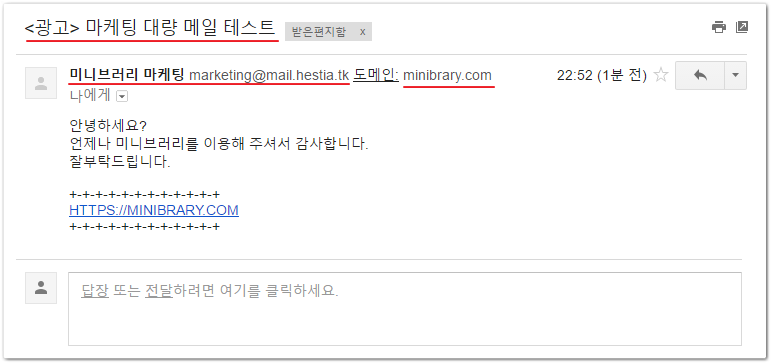 <광고> 마케팅 대량 메일 테스트 받은편지함 x
미니브러리 마케팅 marketing@mail.hestia.tk 도메인: minibrary.com 22:52 (1분 전)
나에게
안녕하세요?
언제나 미니브러리를 이용해 주셔서 감사합니다.
잘부탁드립니다.
+-+-+-+-+-+-+-+-+-+-+-+-+
HTTPS://MINIBRARY.COM
+-+-+-+-+-+-+-+-+-+-+-+-+
답장 또는 전달하려면 여기를 클릭하세요.